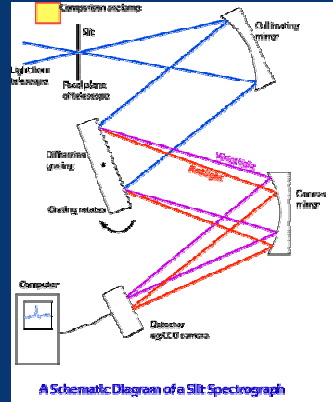 Comparison arc lamp
Slit
Collimating
mirror
Light from
telescope
Focal plane
of telescope
Diffraction
grating
Violet light
Red light
Camera
mirror
Grating rotates
Computer
Detector
eg CCD camera
A Schematic Diagram of a Slit Spectrograph